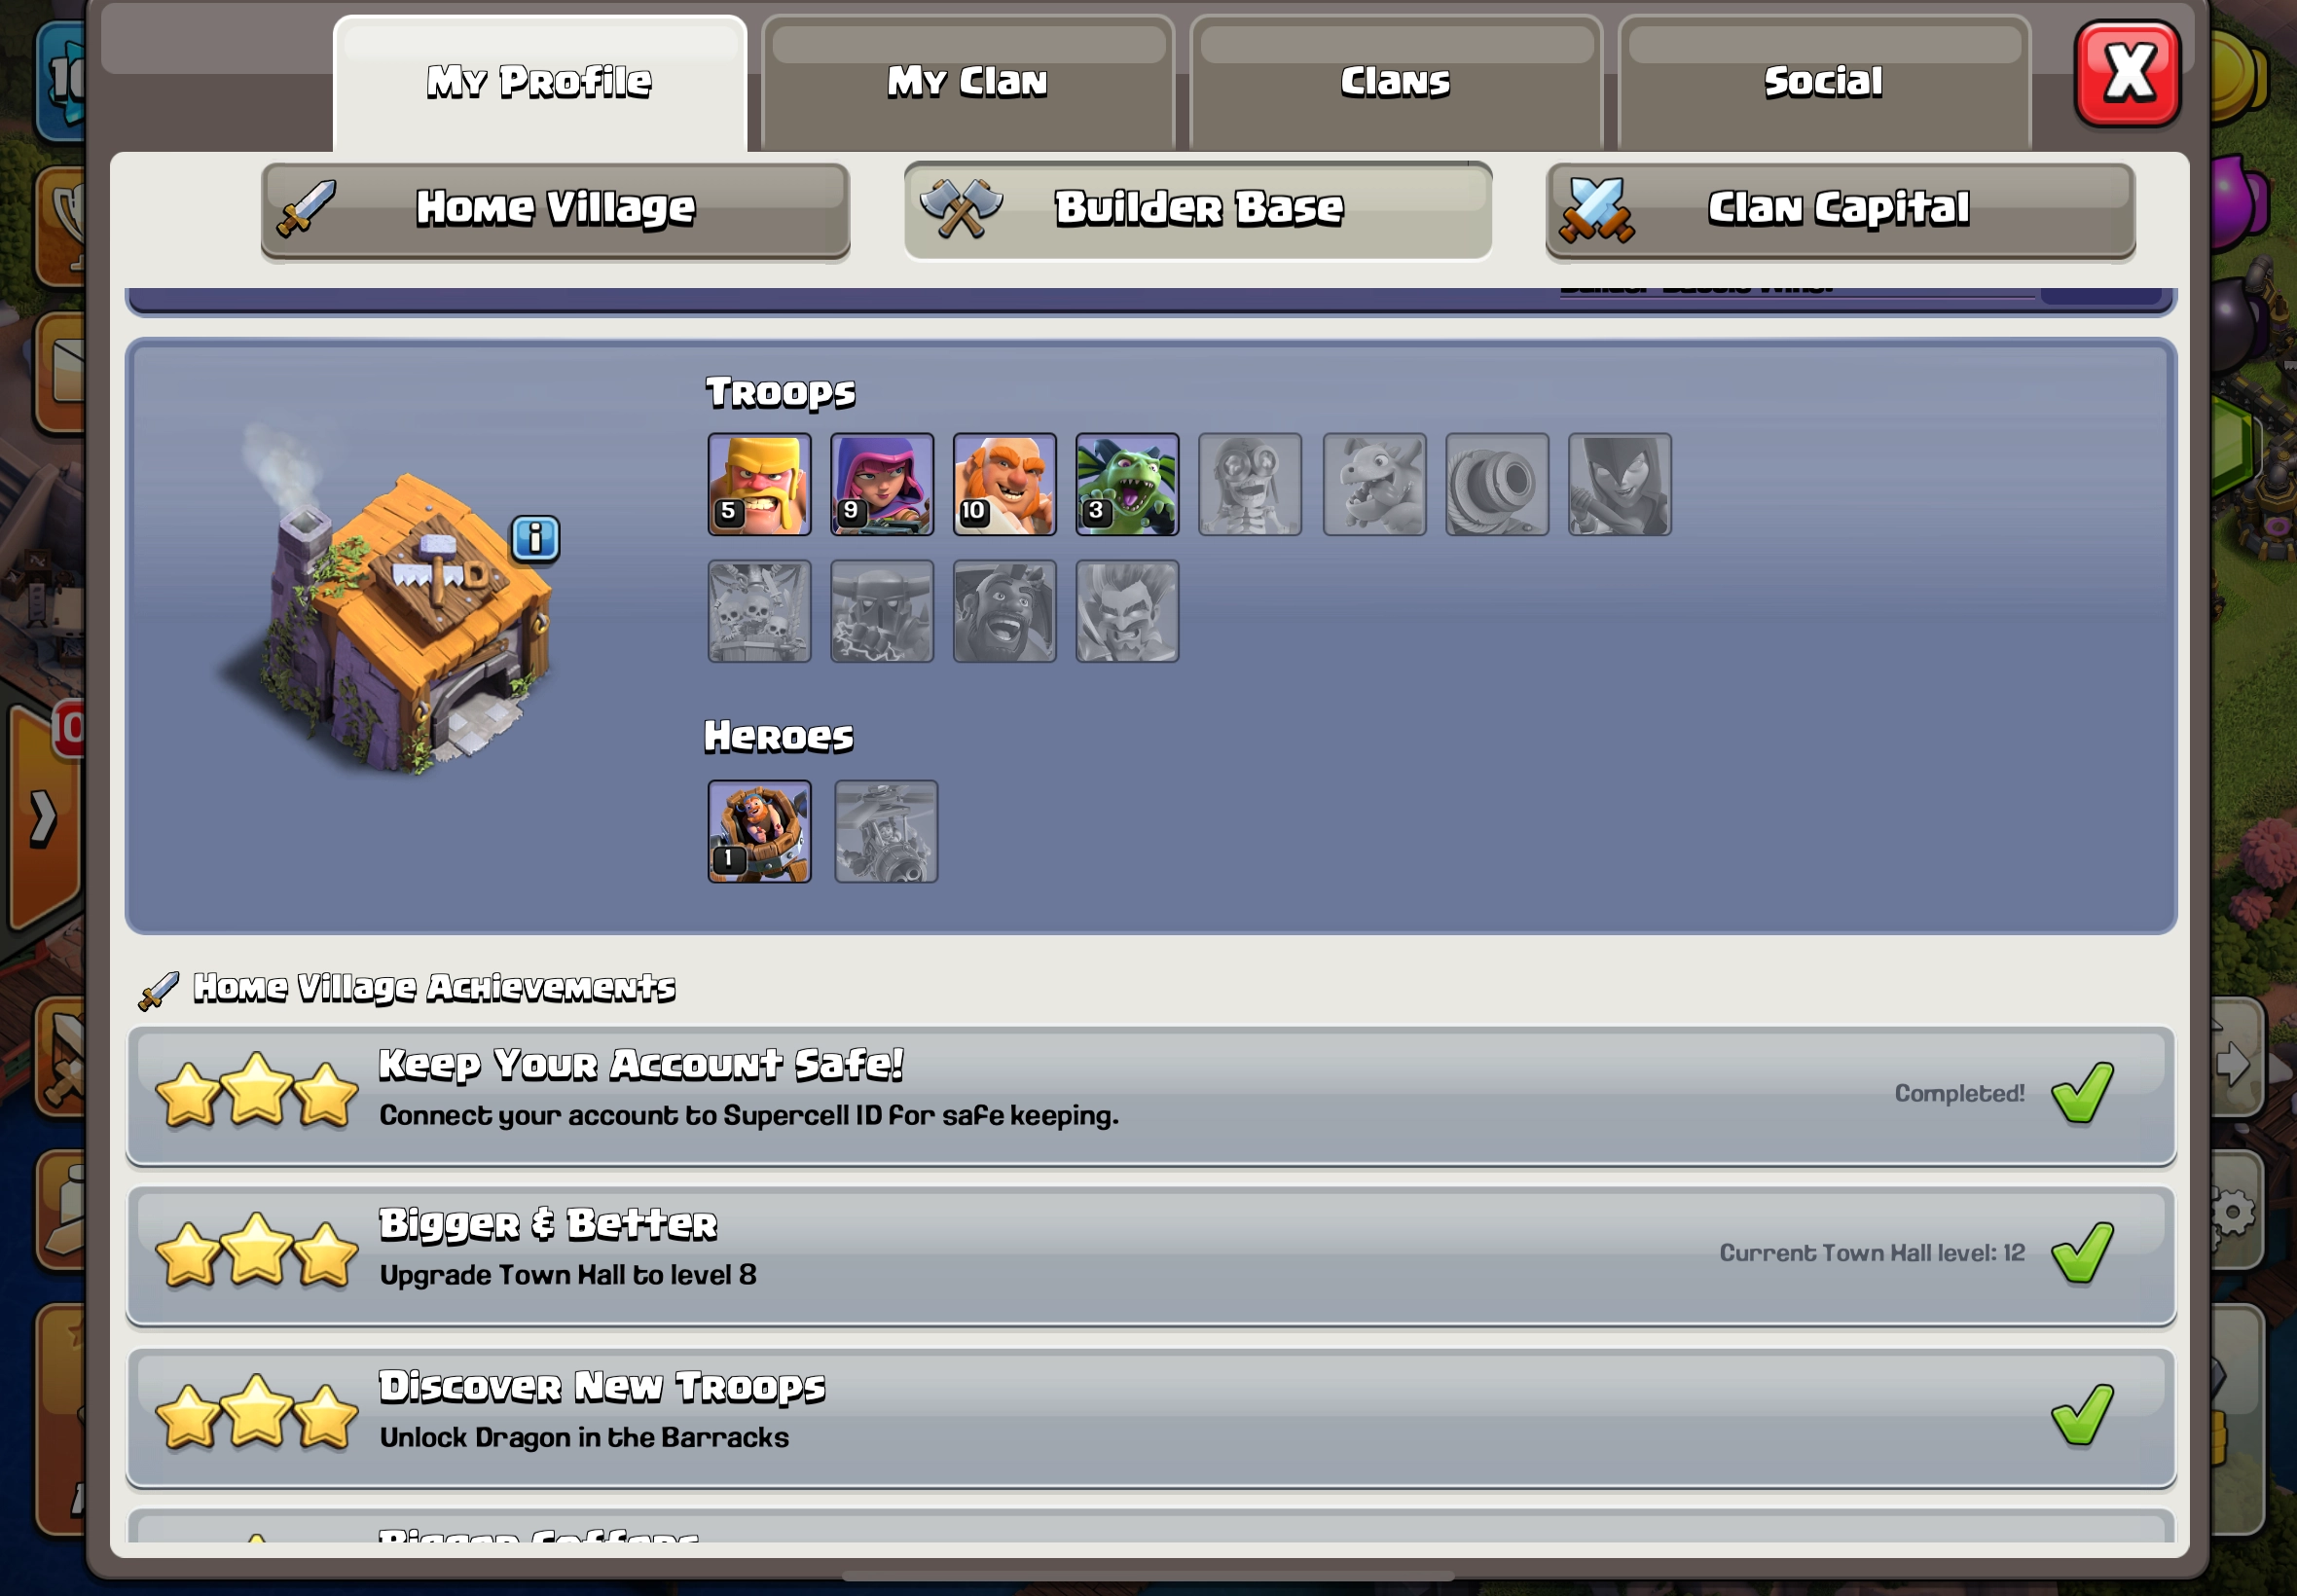 My Profile
My Clan
Clans
Social
X
Home Village
Builder Base
Clan Capital
Troops
5
9
10
3
i
Heroes
1
10
Home Village Achievements
Keep Your Account Safe!
Connect your account to Supercell ID for safe keeping.
Completed!
Bigger & Better
Upgrade Town Hall to level 8
Current Town Hall level: 12
Discover New Troops
Unlock Dragon in the Barracks
Bigger Coffers